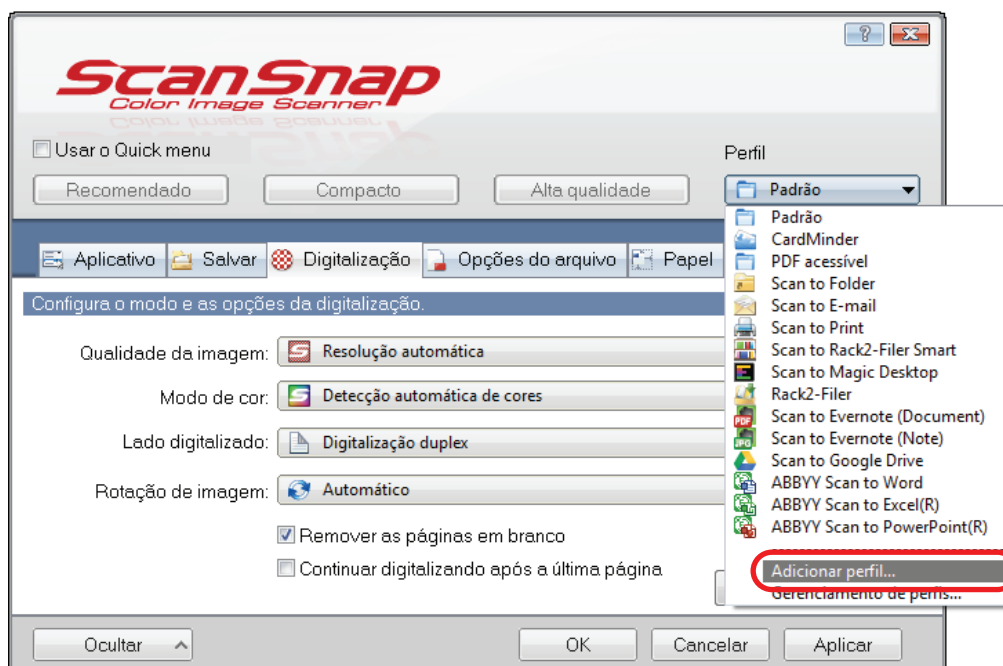 ScanSnap
Color Image Scanner
Usar o Quick menu
Perfil
Recomendado
Compacto
Alta qualidade
Padrão
Padrão
CardMinder
PDF acessível
Scan to Folder
Scan to E-mail
Scan to Print
Scan to Rack2-Filer Smart
Scan to Magic Desktop
Rack2-Filer
Scan to Evernote (Document)
Scan to Evernote (Note)
Scan to Google Drive
ABBYY Scan to Word
ABBYY Scan to Excel(R)
ABBYY Scan to PowerPoint(R)
Adicionar perfil...
Gerenciamento de perfis...
Aplicativo
Salvar
Digitalização
Opções do arquivo
Papel
Configura o modo e as opções da digitalização.
Qualidade da imagem:
Resolução automática
Modo de cor:
Detecção automática de cores
Lado digitalizado:
Digitalização duplex
Rotação de imagem:
Automático
Remover as páginas em branco
Continuar digitalizando após a última página
Ocultar
OK
Cancelar
Aplicar